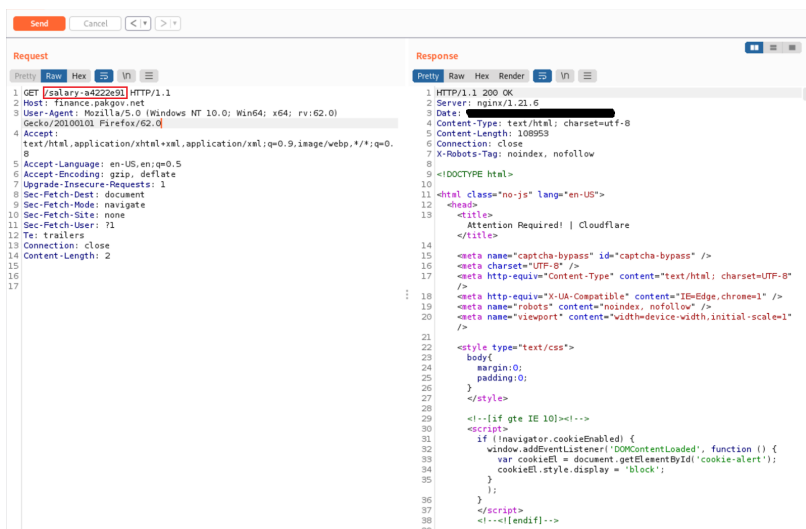 Send Cancel < | ▾ > | ▾
Request
Pretty Raw Hex \n
1 GET /salary-a4222e91 HTTP/1.1
2 Host: finance.pakgov.net
3 User-Agent: Mozilla/5.0 (Windows NT 10.0; Win64; x64; rv:62.0)
Gecko/20100101 Firefox/62.0
4 Accept:
text/html,application/xhtml+xml,application/xml;q=0.9,image/webp,*/*;q=0.
8
5 Accept-Language: en-US,en;q=0.5
6 Accept-Encoding: gzip, deflate
7 Upgrade-Insecure-Requests: 1
8 Sec-Fetch-Dest: document
9 Sec-Fetch-Mode: navigate
10 Sec-Fetch-Site: none
11 Sec-Fetch-User: ?1
12 Te: trailers
13 Connection: close
14 Content-Length: 2
15
16
17
Response
Pretty Raw Hex Render \n
1 HTTP/1.1 200 OK
2 Server: nginx/1.21.6
3 Date:
4 Content-Type: text/html; charset=utf-8
5 Content-Length: 108953
6 Connection: close
7 X-Robots-Tag: noindex, nofollow
8
9 <!DOCTYPE html>
10
11 <html class="no-js" lang="en-US">
12 <head>
13 <title>
Attention Required! | Cloudflare
</title>
14
15 <meta name="captcha-bypass" id="captcha-bypass" />
16 <meta charset="UTF-8" />
17 <meta http-equiv="Content-Type" content="text/html; charset=UTF-8"
/>
18 <meta http-equiv="X-UA-Compatible" content="IE=Edge,chrome=1" />
19 <meta name="robots" content="noindex, nofollow" />
20 <meta name="viewport" content="width=device-width,initial-scale=1"
/>
21
22 <style type="text/css">
23 body{
24 margin:0;
25 padding:0;
26 }
27 </style>
28
29 <!--[if gte IE 10]><!-->
30 <script>
31 if (!navigator.cookieEnabled) {
32 window.addEventListener('DOMContentLoaded', function () {
33 var cookieEl = document.getElementById('cookie-alert');
34 cookieEl.style.display = 'block';
35 }
);
36 }
37 </script>
38 <!--<![endif]-->